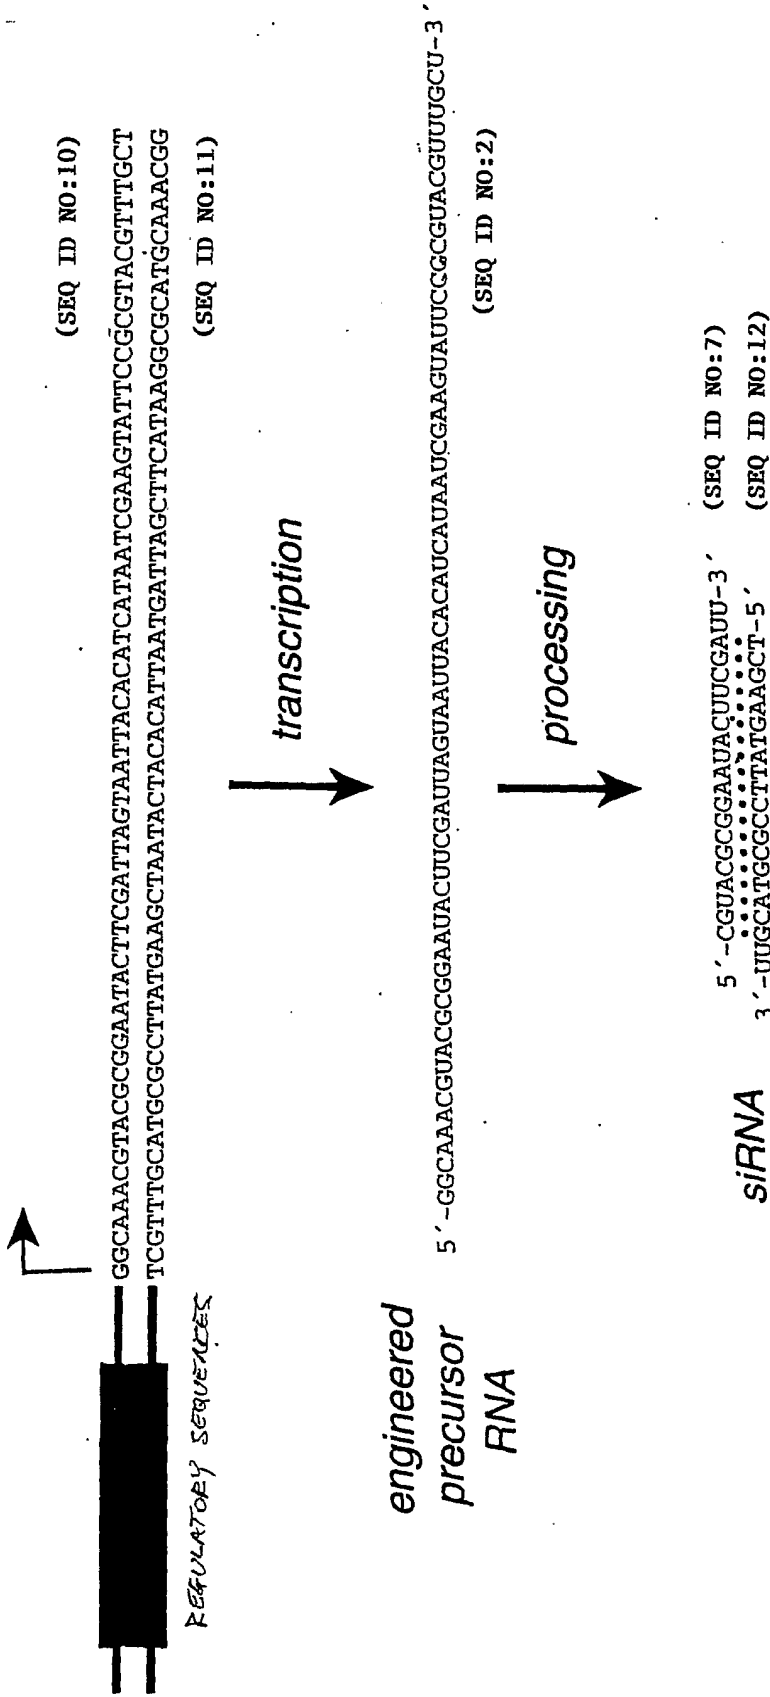 (SEQ ID NO:10)
GGCAAACGTACGCGGAATACTTCGATTAGTAATTACACATCATAATCGAAGTATTCCGCGTACGTTTGCT
TCGTTTGCATGCGCCTTATGAAGCTAATACTACACATTAATGATTAGCTTCATAAGGCGCATGCAAACGG
(SEQ ID NO:11)
REGULATORY SEQUENCES
transcription
engineered
precursor
RNA
5´-GGCAAACGUACGCGGAAUACUUCGAUUAGUAAUUACACAUCAUAAUCGAAGUAUUCCGCGUACGUUUGCU-3´
(SEQ ID NO:2)
processing
siRNA
5´-CGUACGCGGAAUACUUCGAUU-3´ (SEQ ID NO:7)
3´-UUGCAUGCGCCTTATGAAGCT-5´ (SEQ ID NO:12)